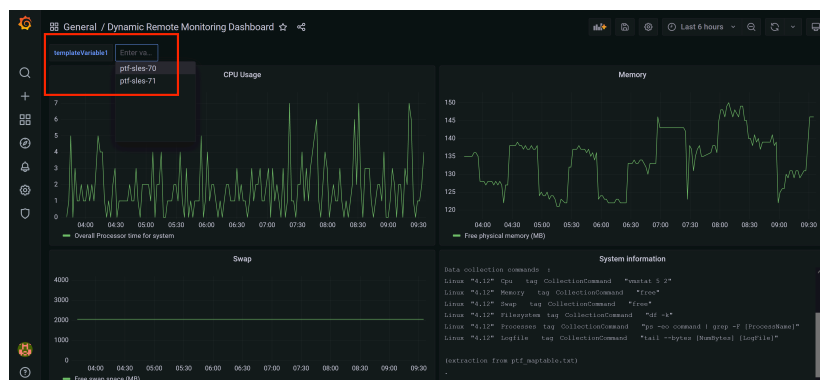 General / Dynamic Remote Monitoring Dashboard
Last 6 hours
templateVariable1 Enter va...
ptf-sles-70
ptf-sles-71
CPU Usage
7
6
5
4
3
2
1
0
04:00 04:30 05:00 05:30 06:00 06:30 07:00 07:30 08:00 08:30 09:00 09:30
Overall Processor time for system
Memory
150
145
140
135
130
125
120
04:00 04:30 05:00 05:30 06:00 06:30 07:00 07:30 08:00 08:30 09:00 09:30
Free physical memory (MB)
Swap
4000
3000
2000
1000
0
04:00 04:30 05:00 05:30 06:00 06:30 07:00 07:30 08:00 08:30 09:00 09:30
Free swap space (MB)
System information
Data collection commands :
Linux "4.12" Cpu tag CollectionCommand "vmstat 5 2"
Linux "4.12" Memory tag CollectionCommand "free"
Linux "4.12" Swap tag CollectionCommand "free"
Linux "4.12" Filesystem tag CollectionCommand "df -k"
Linux "4.12" Processes tag CollectionCommand "ps -eo command | grep -F [ProcessName]"
Linux "4.12" Logfile tag CollectionCommand "tail --bytes [NumBytes] [LogFile]"
(extraction from ptf_maptable.txt)
-